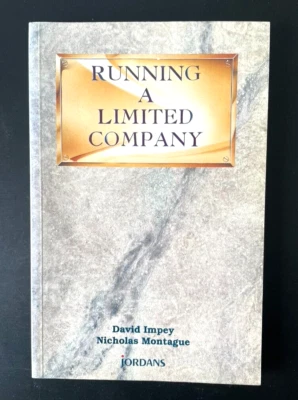 RUNNING
A
LIMITED
COMPANY
David Impey
Nicholas Montague
JORDANS